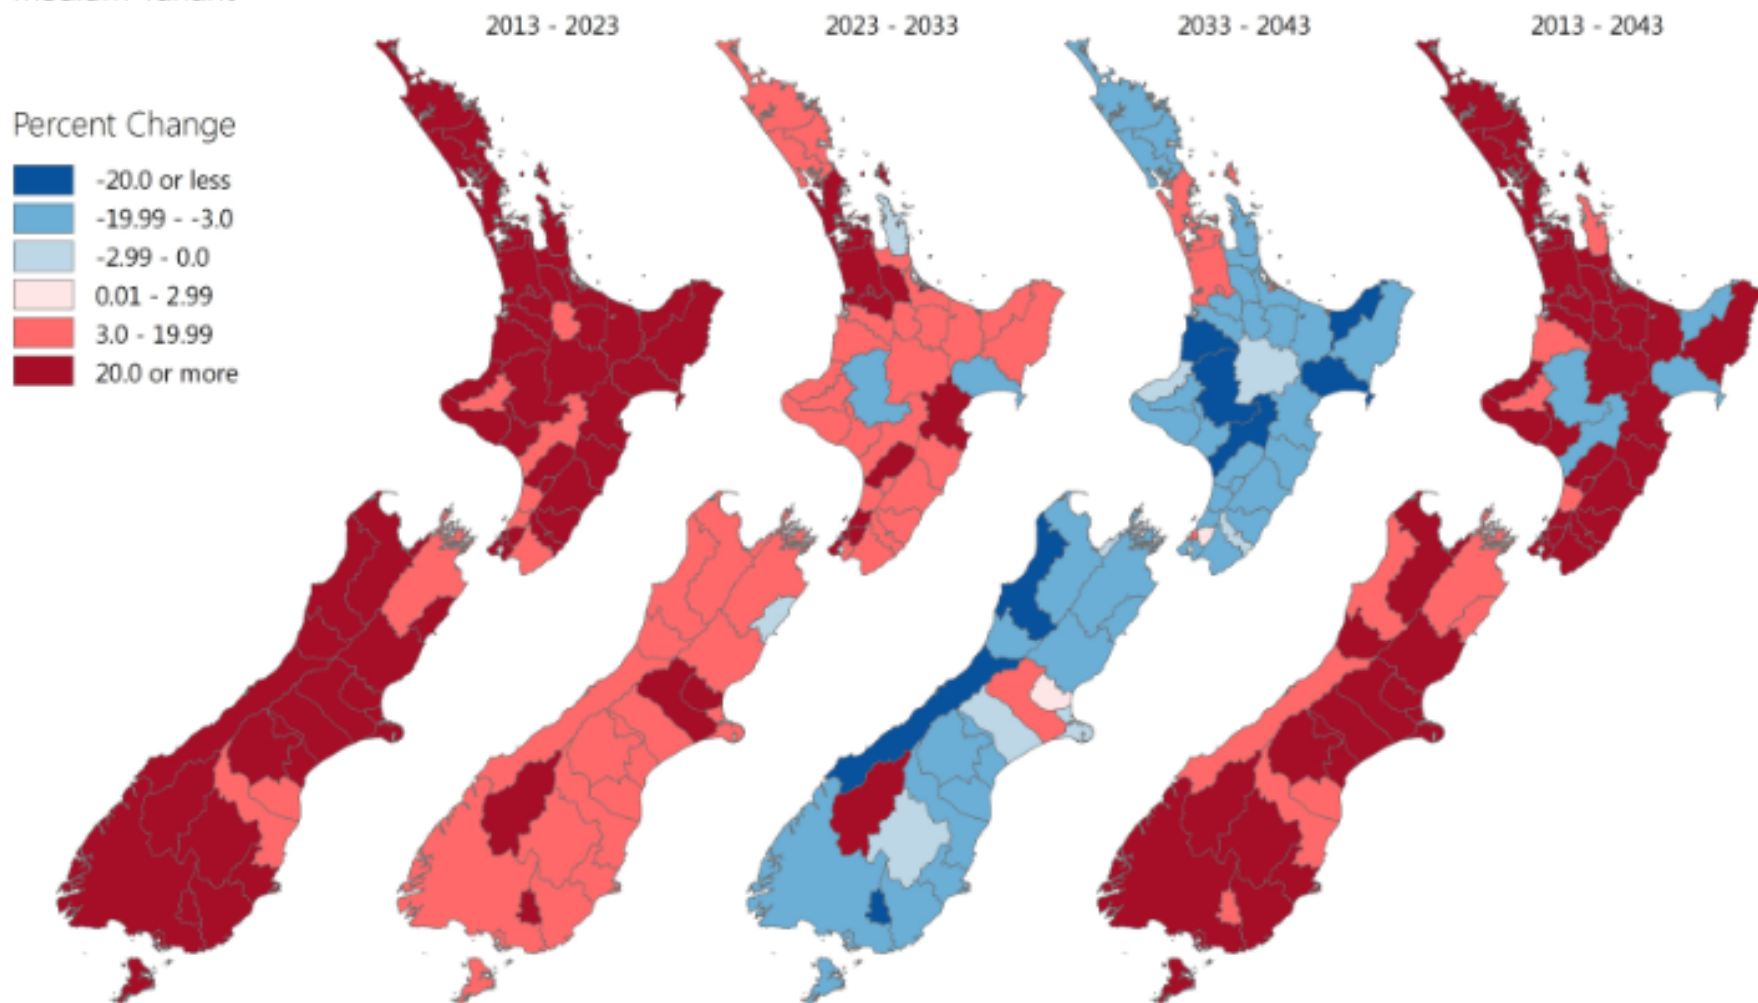 2013 - 2023
2023 - 2033
2033 - 2043
2013 - 2043
Percent Change
-20.0 or less
-19.99 - -3.0
-2.99 - 0.0
0.01 - 2.99
3.0 - 19.99
20.0 or more